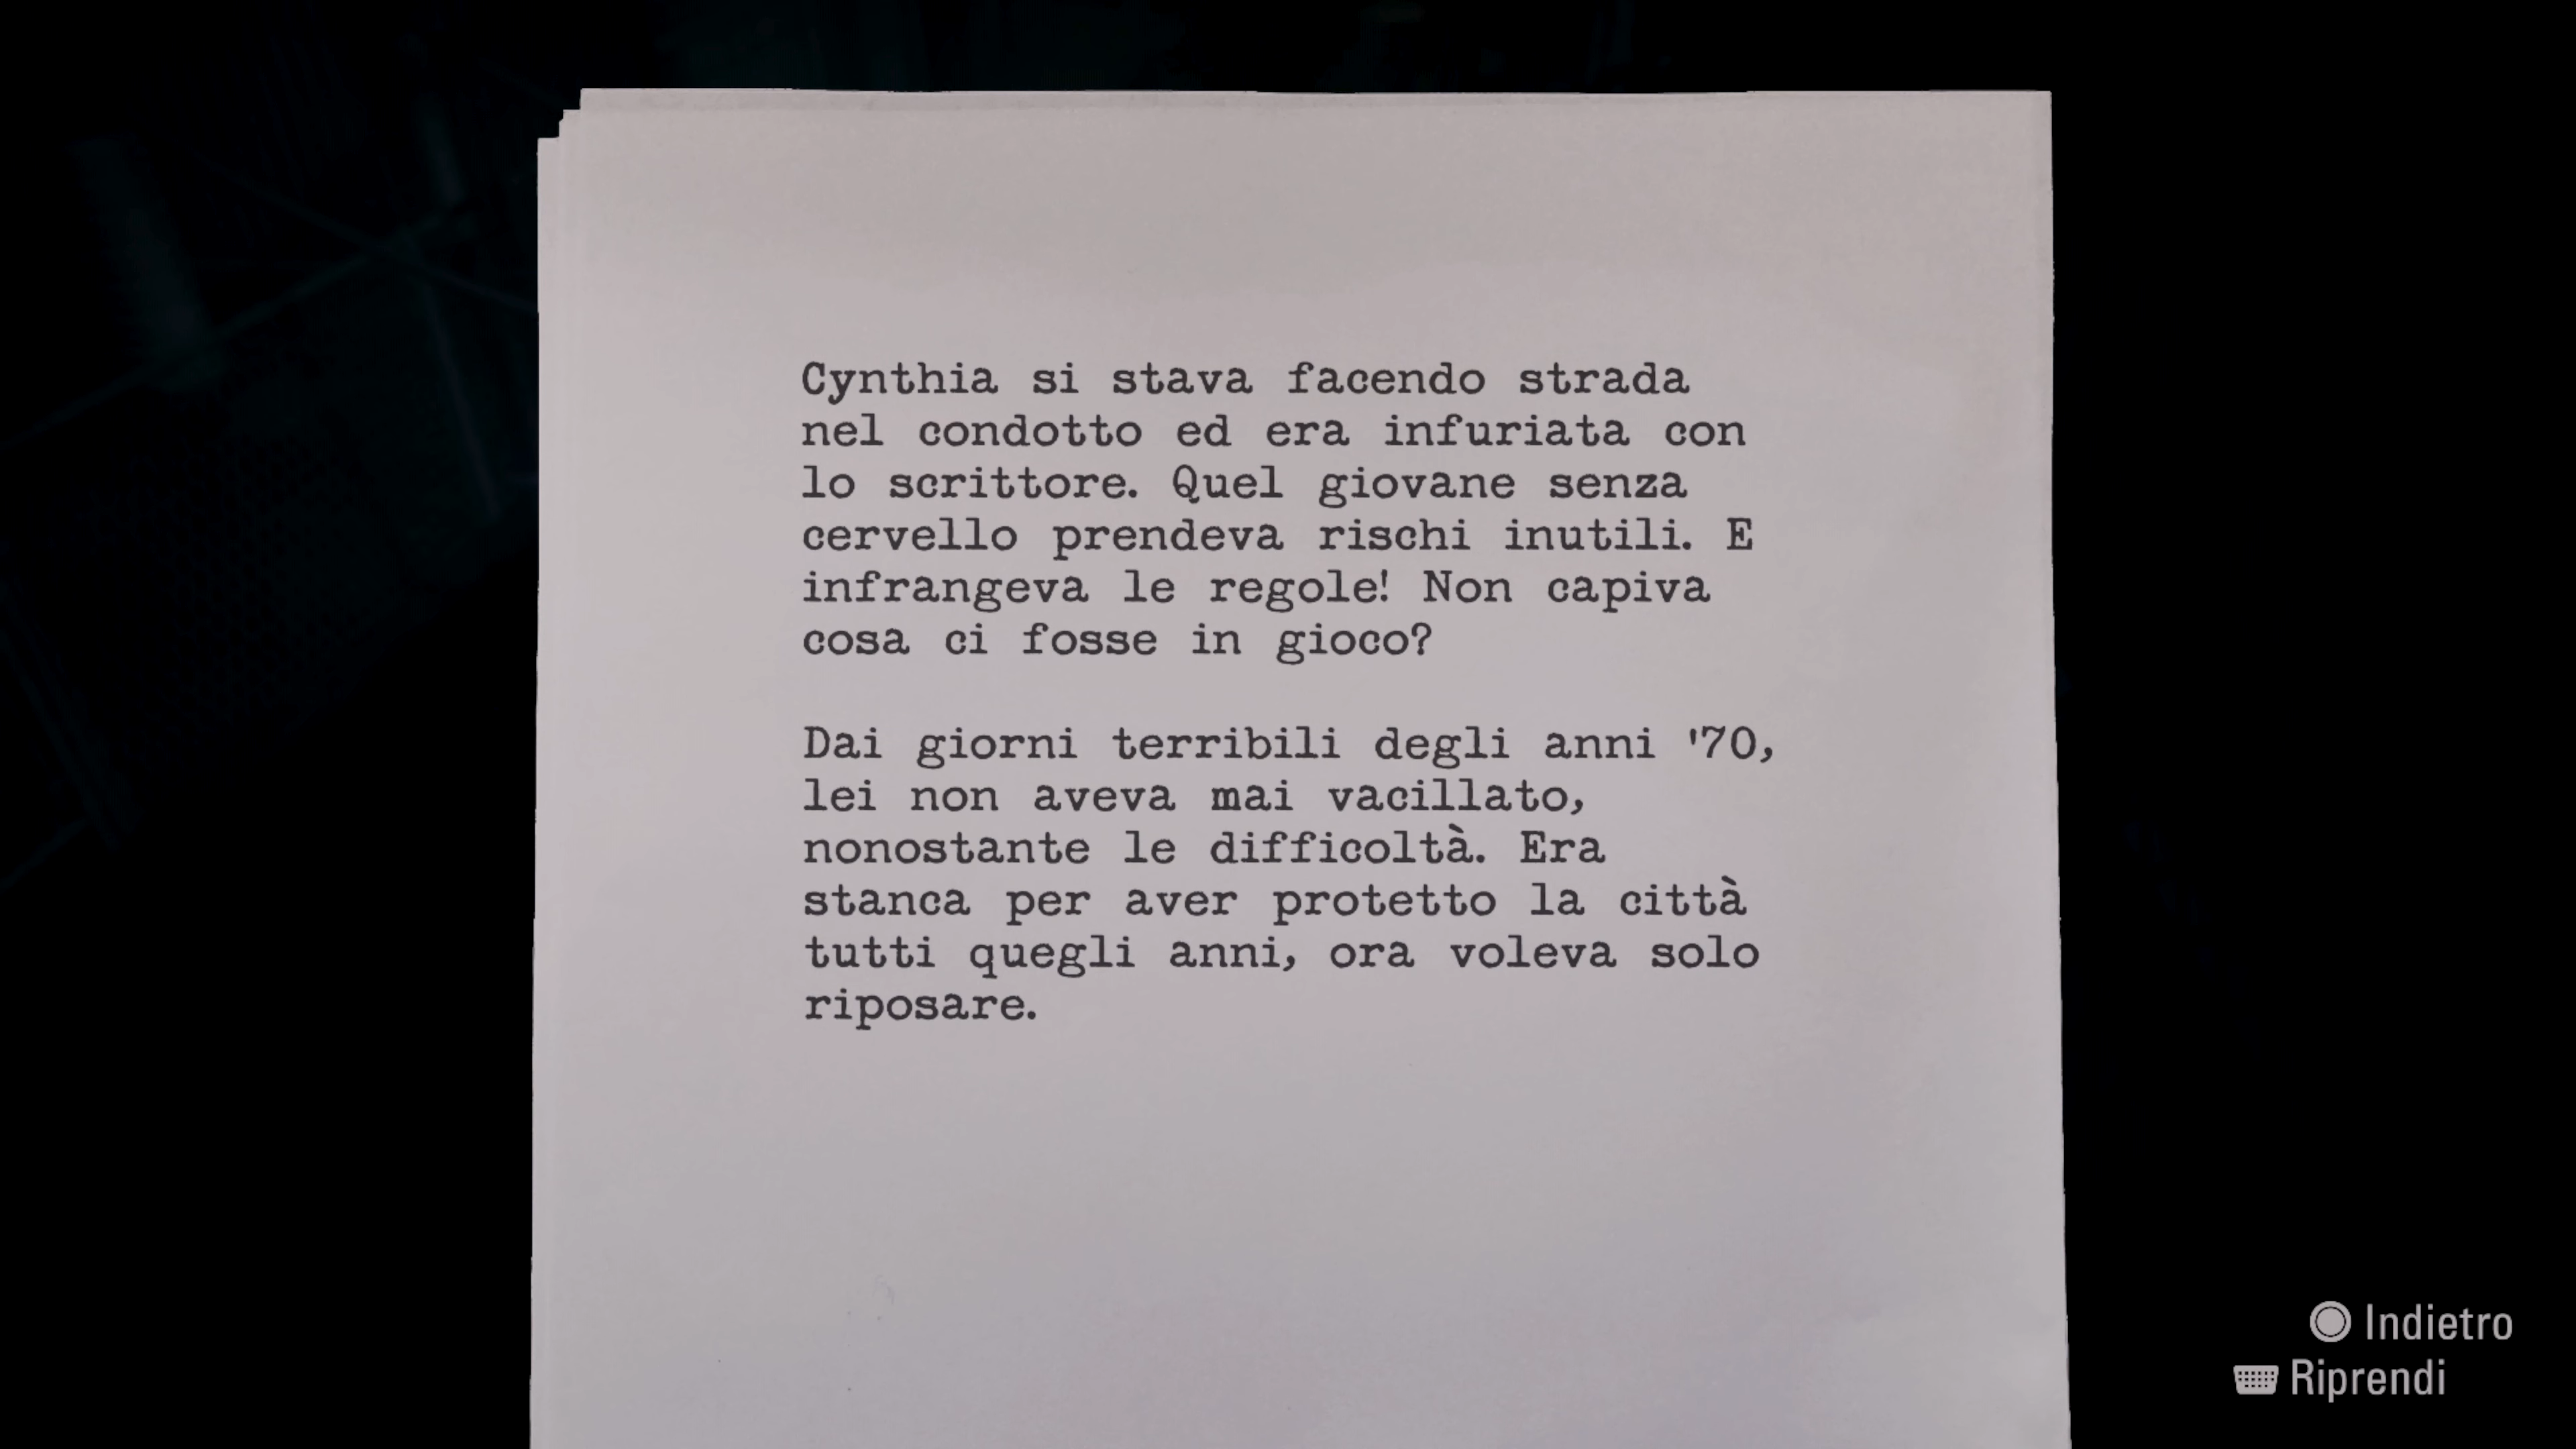 Cynthia si stava facendo strada
nel condotto ed era infuriata con
lo scrittore. Quel giovane senza
cervello prendeva rischi inutili. E
infrangeva le regole! Non capiva
cosa ci fosse in gioco?
Dai giorni terribili degli anni '70,
lei non aveva mai vacillato,
nonostante le difficoltà. Era
stanca per aver protetto la città
tutti quegli anni, ora voleva solo
riposare.
Indietro
Riprendi